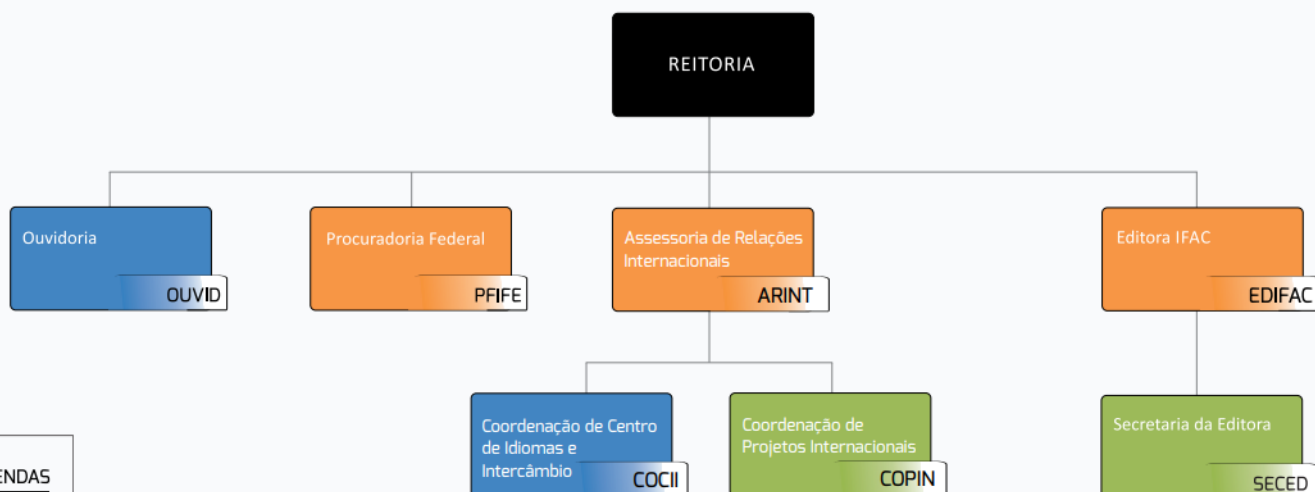 REITORIA
Ouvidoria
OUVID
Procuradoria Federal
PFIFE
Assessoria de Relações
Internacionais
ARINT
Editora IFAC
EDIFAC
Coordenação de Centro
de Idiomas e
Intercâmbio
COCII
Coordenação de
Projetos Internacionais
COPIN
Secretaria da Editora
SECED
ENDAS